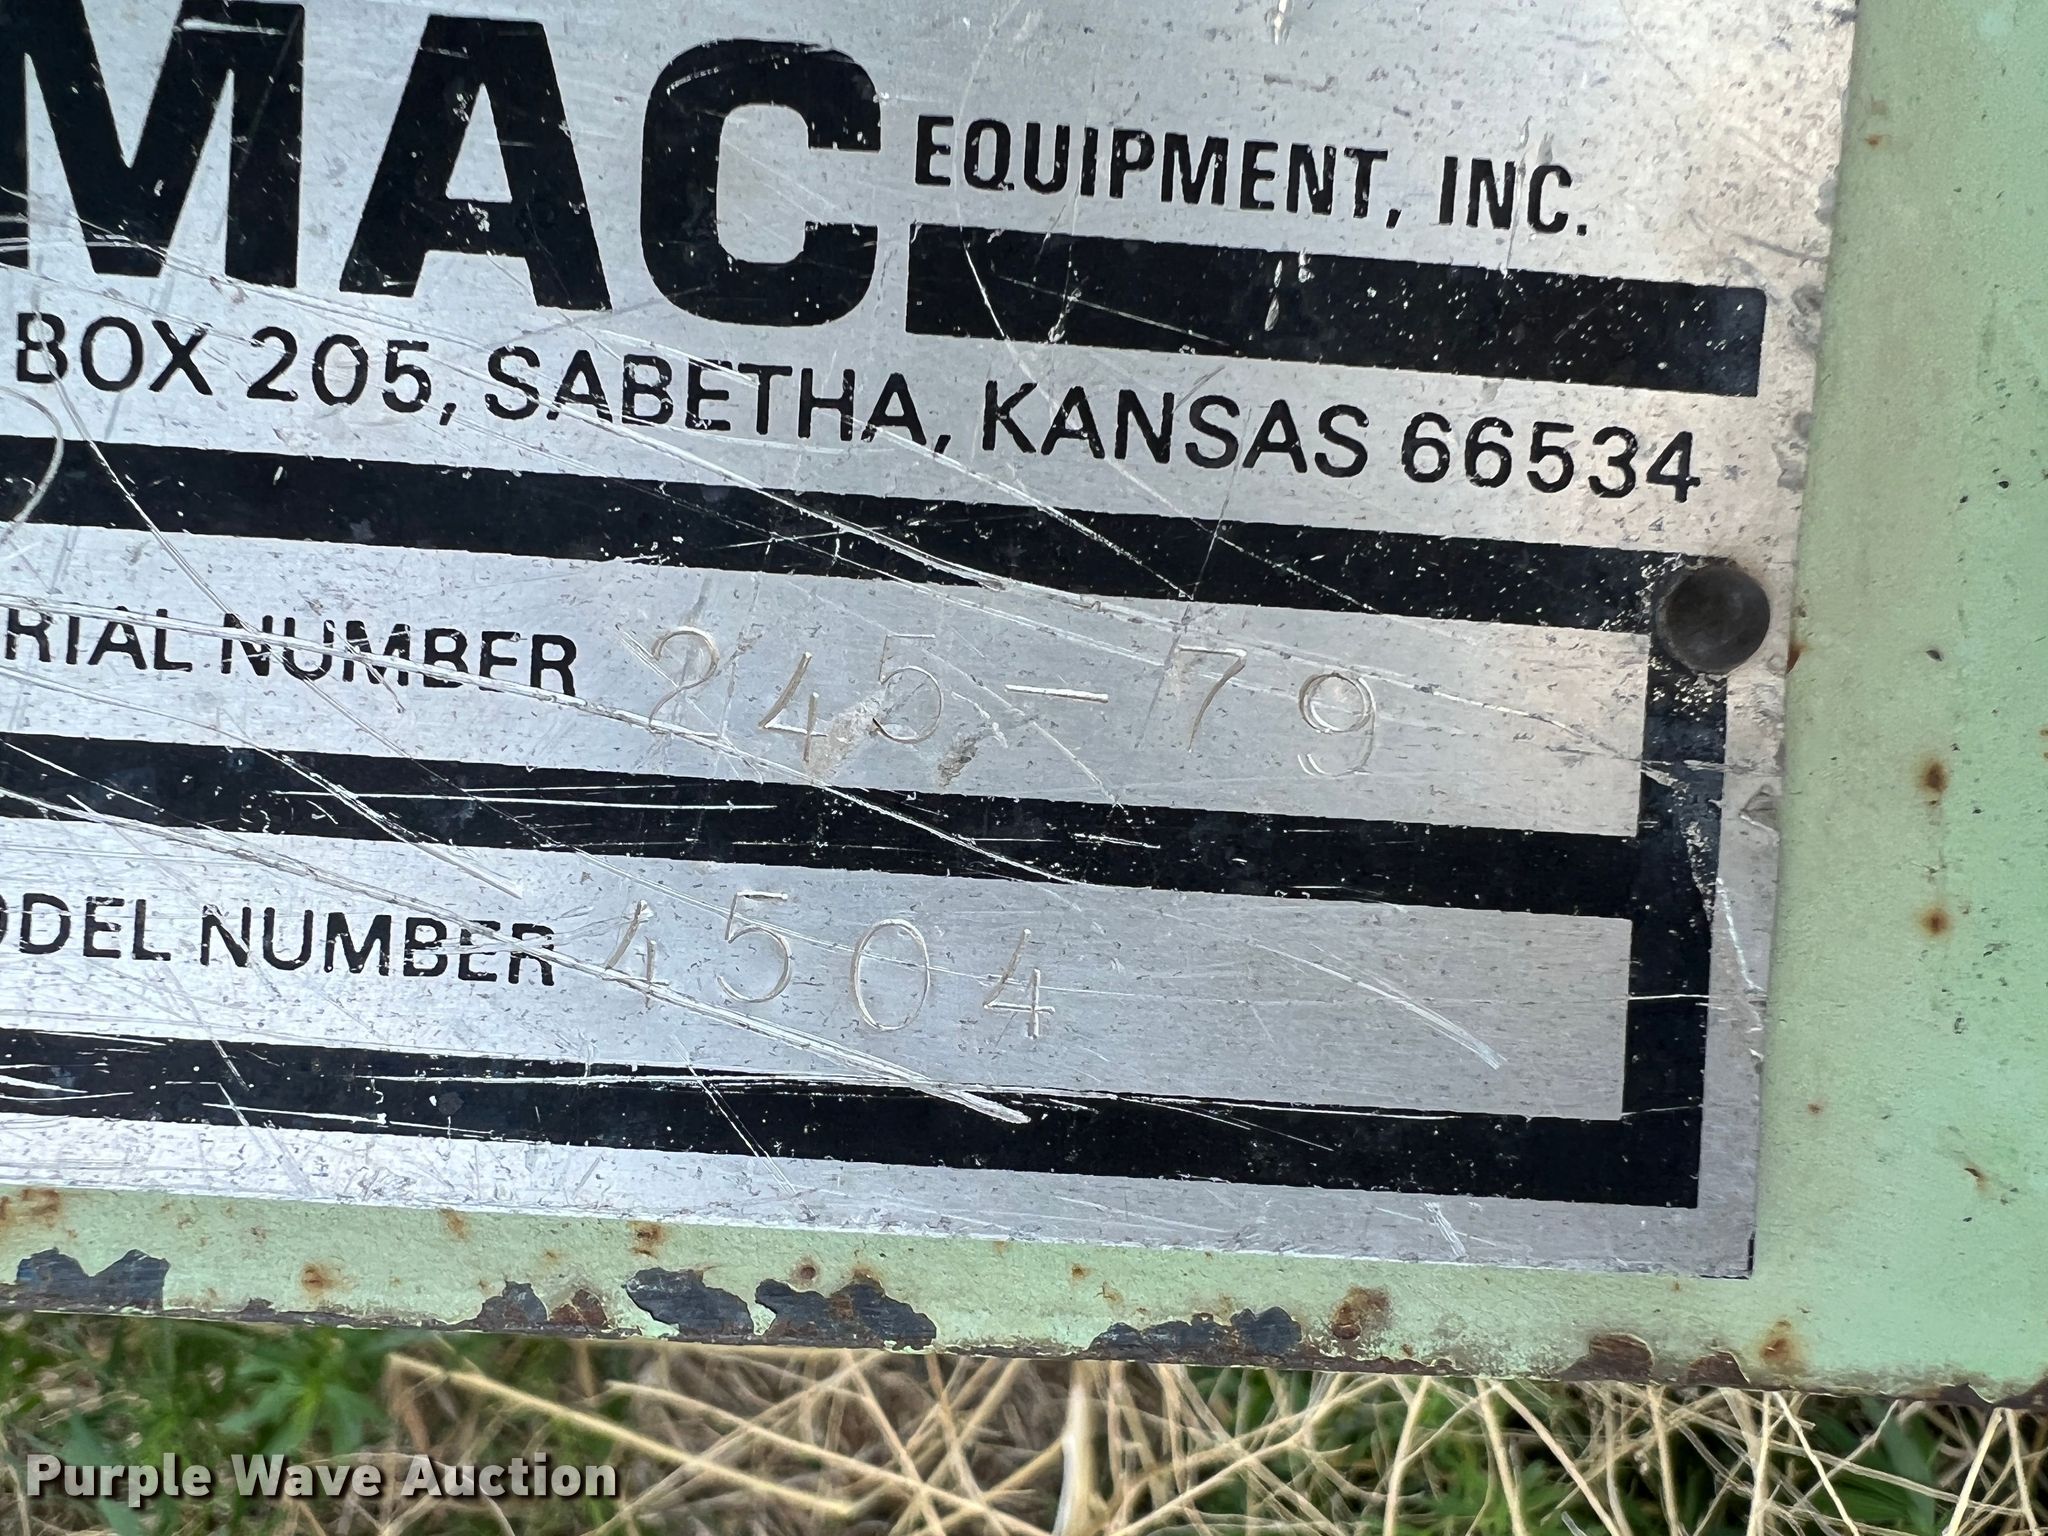 MAC EQUIPMENT, INC.
BOX 205, SABETHA, KANSAS 66534
RIAL NUMBER 245-79
ODEL NUMBER 4504
Purple Wave Auction